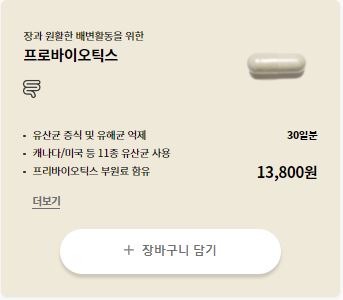 장과 원활한 배변활동을 위한
프로바이오틱스
- 유산균 증식 및 유해균 억제
30일분
- 캐나다/미국 등 11종 유산균 사용
- 프리바이오틱스 부원료 함유
13,800원
더보기
+ 장바구니 담기